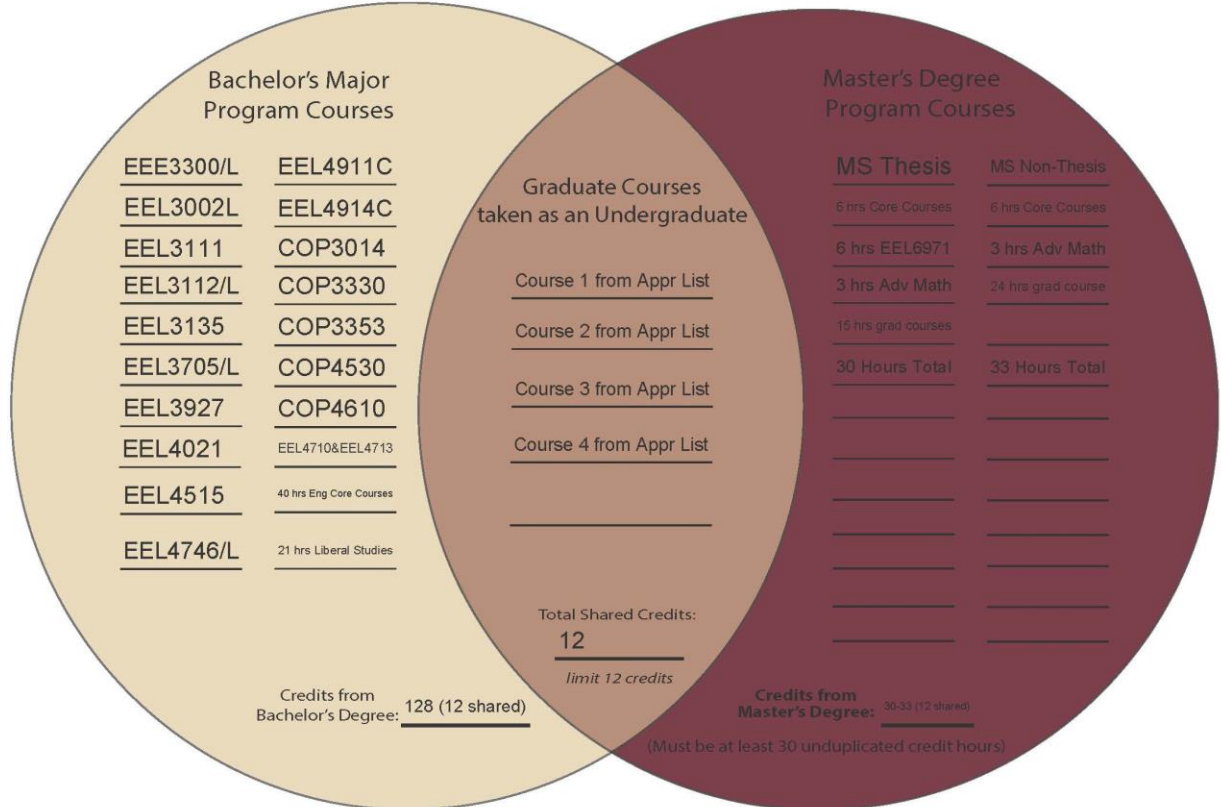 Bachelor's Major
Program Courses
EEE3300/L
EEL3002L
EEL3111
EEL3112/L
EEL3135
EEL3705/L
EEL3927
EEL4021
EEL4515
EEL4746/L
EEL4911C
EEL4914C
COP3014
COP3330
COP3353
COP4530
COP4610
EEL4710&EEL4713
40 hrs Eng Core Courses
21 hrs Liberal Studies
Credits from
Bachelor's Degree: 128 (12 shared)
Graduate Courses
taken as an Undergraduate
Course 1 from Appr List
Course 2 from Appr List
Course 3 from Appr List
Course 4 from Appr List
Total Shared Credits:
12
limit 12 credits
Master's Degree
Program Courses
MS Thesis
6 hrs Core Courses
6 hrs EEL6971
3 hrs Adv Math
15 hrs grad courses
30 Hours Total
MS Non-Thesis
6 hrs Core Courses
3 hrs Adv Math
24 hrs grad course
33 Hours Total
Credits from
Master's Degree: 30-33 (12 shared)
(Must be at least 30 unduplicated credit hours)